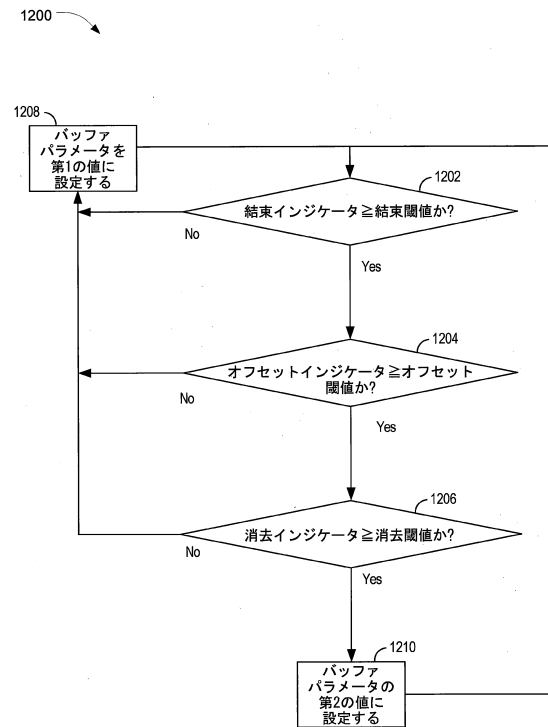 1200
1208
バッファ
パラメータを
第1の値に
設定する
1202
結束インジケータ≧結束閾値か?
No
Yes
1204
オフセットインジケータ≧オフセット
閾値か?
No
Yes
1206
消去インジケータ≧消去閾値か?
No
Yes
1210
バッファ
パラメータの
第2の値に
設定する